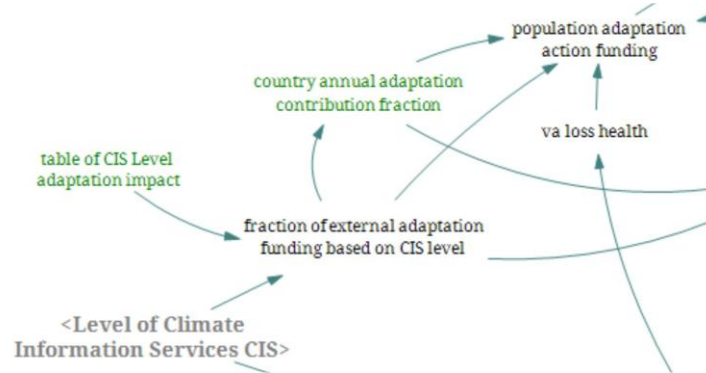 population adaptation
action funding
country annual adaptation
contribution fraction
va loss health
table of CIS Level
adaptation impact
fraction of external adaptation
funding based on CIS level
<Level of Climate
Information Services CIS>